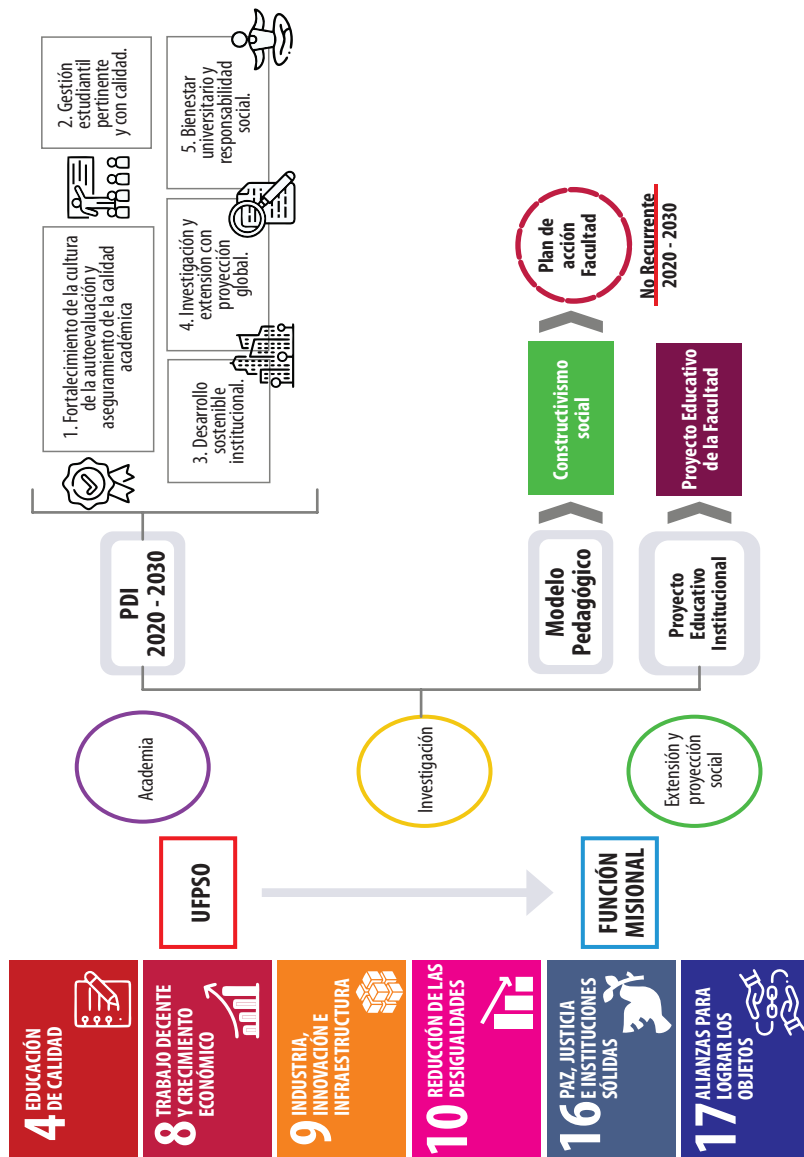 4 EDUCACIÓN
DE CALIDAD
8 TRABAJO DECENTE
Y CRECIMIENTO
ECONÓMICO
9 INDUSTRIA,
INNOVACIÓN E
INFRAESTRUCTURA
10 REDUCCIÓN DE LAS
DESIGUALDADES
16 PAZ, JUSTICIA
E INSTITUCIONES
SÓLIDAS
17 ALIANZAS PARA
LOGRAR LOS
OBJETOS
UFPSO
FUNCIÓN
MISIONAL
Academia
Investigación
Extensión y
proyección
social
PDI
2020 - 2030
1. Fortalecimiento de la cultura
de la autoevaluación y
aseguramiento de la calidad
académica
2. Gestión
estudiantil
pertinente
y con calidad.
3. Desarrollo
sostenible
institucional.
4. Investigación y
extensión con
proyección
global.
5. Bienestar
universitario y
responsabilidad
social.
Modelo
Pedagógico
Constructivismo
social
Plan de
acción
Facultad
No Recurrente
2020 - 2030
Proyecto
Educativo
Institucional
Proyecto Educativo
de la Facultad